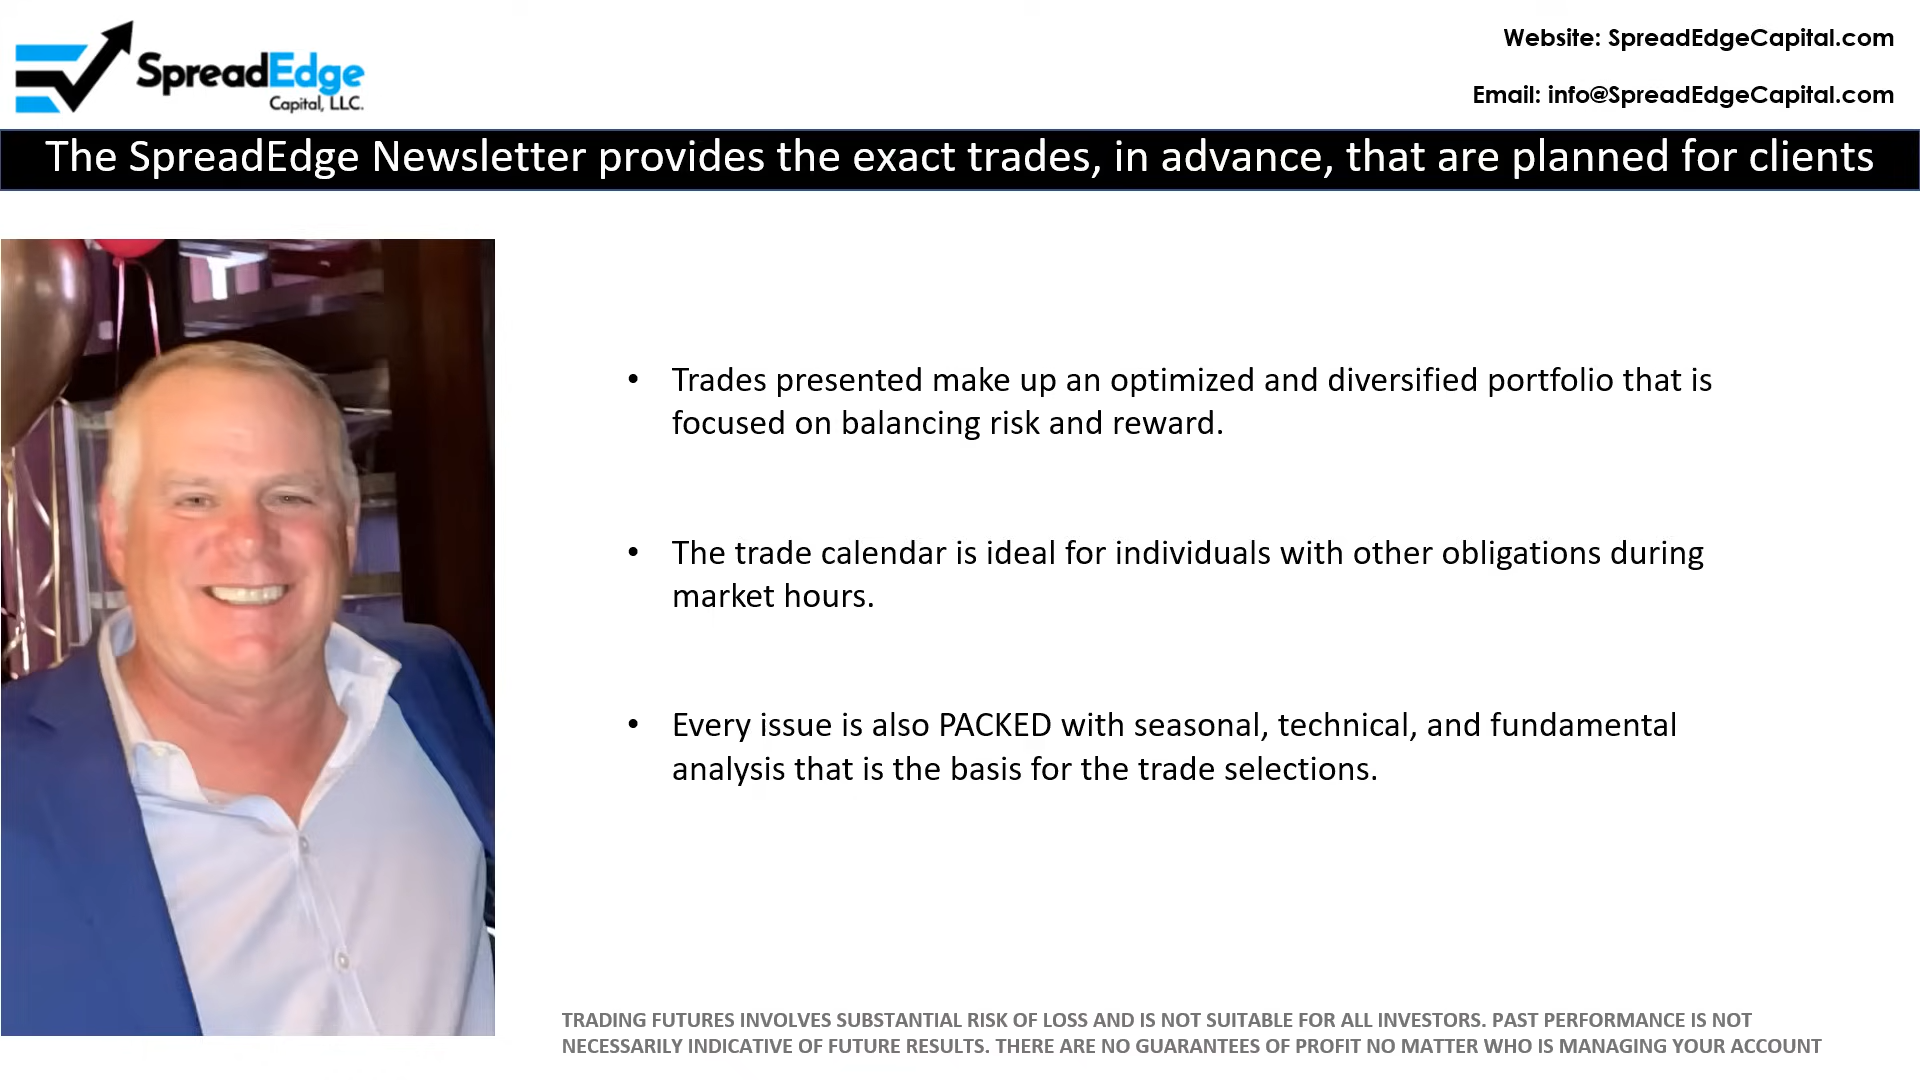 SpreadEdge
Capital, LLC.
Website: SpreadEdgeCapital.com
Email: info@SpreadEdgeCapital.com
The SpreadEdge Newsletter provides the exact trades, in advance, that are planned for clients
• Trades presented make up an optimized and diversified portfolio that is
focused on balancing risk and reward.
• The trade calendar is ideal for individuals with other obligations during
market hours.
• Every issue is also PACKED with seasonal, technical, and fundamental
analysis that is the basis for the trade selections.
TRADING FUTURES INVOLVES SUBSTANTIAL RISK OF LOSS AND IS NOT SUITABLE FOR ALL INVESTORS. PAST PERFORMANCE IS NOT
NECESSARILY INDICATIVE OF FUTURE RESULTS. THERE ARE NO GUARANTEES OF PROFIT NO MATTER WHO IS MANAGING YOUR ACCOUNT